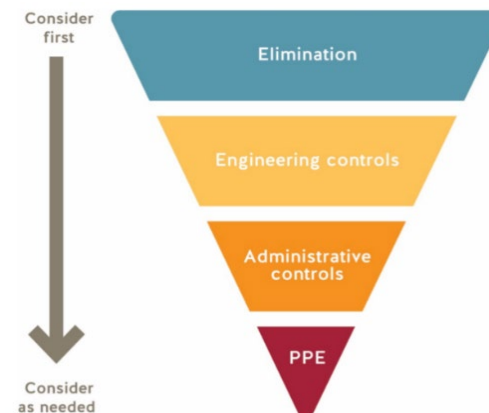 Consider
first
Elimination
Engineering controls
Administrative
controls
PPE
Consider
as needed